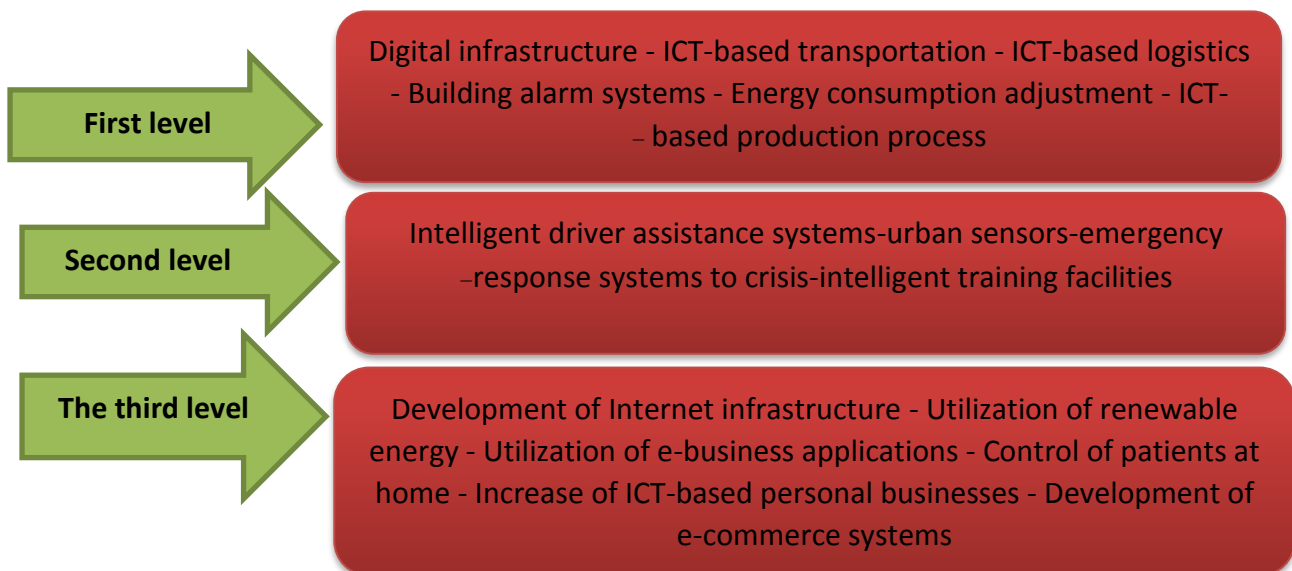 First level
Digital infrastructure - ICT-based transportation - ICT-based logistics
- Building alarm systems - Energy consumption adjustment - ICT-
– based production process
Second level
Intelligent driver assistance systems-urban sensors-emergency
–response systems to crisis-intelligent training facilities
The third level
Development of Internet infrastructure - Utilization of renewable
energy - Utilization of e-business applications - Control of patients at
home - Increase of ICT-based personal businesses - Development of
e-commerce systems